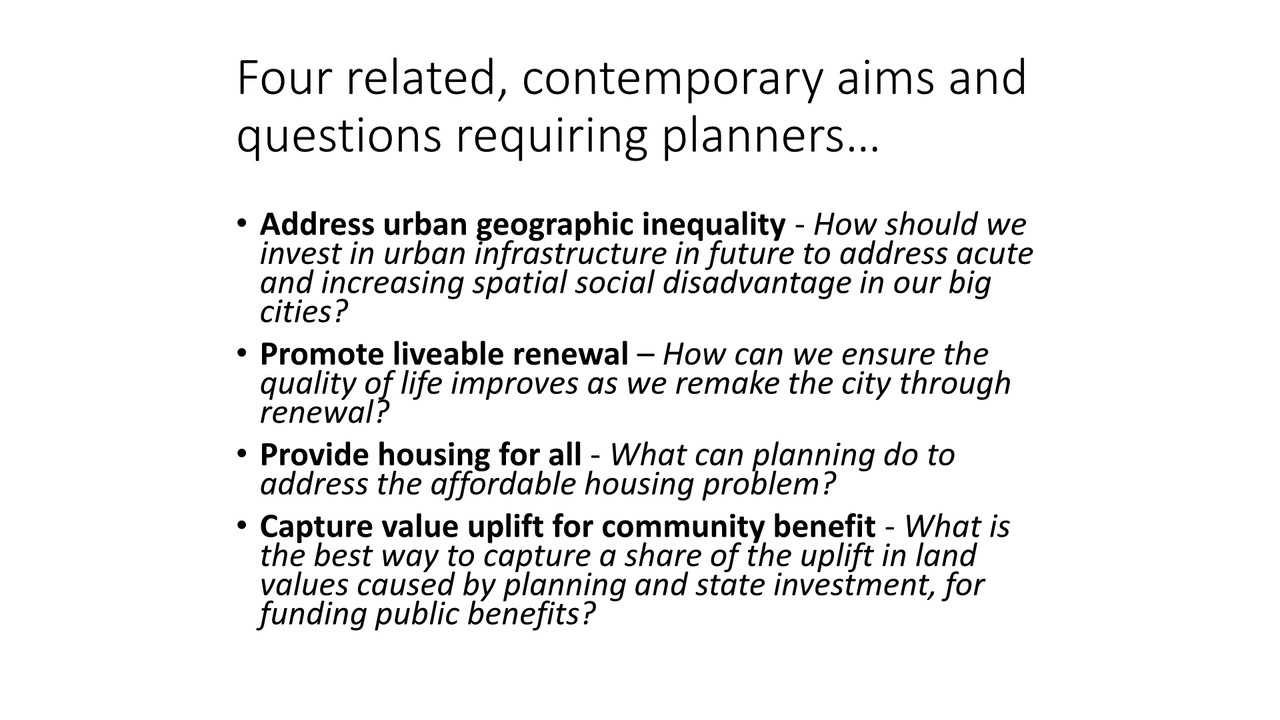 Four related, contemporary aims and
questions requiring planners…
• Address urban geographic inequality - How should we
invest in urban infrastructure in future to address acute
and increasing spatial social disadvantage in our big
cities?
• Promote liveable renewal – How can we ensure the
quality of life improves as we remake the city through
renewal?
• Provide housing for all - What can planning do to
address the affordable housing problem?
• Capture value uplift for community benefit - What is
the best way to capture a share of the uplift in land
values caused by planning and state investment, for
funding public benefits?